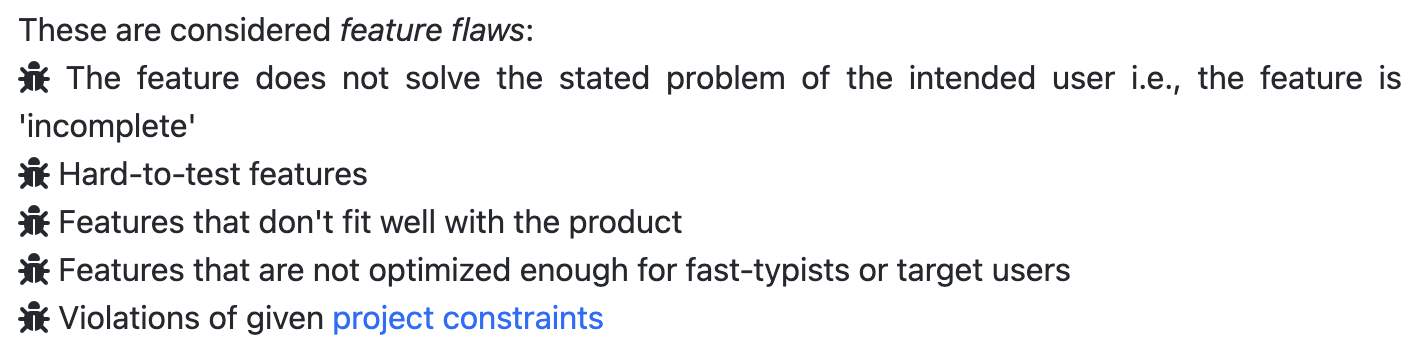 These are considered feature flaws:
The feature does not solve the stated problem of the intended user i.e., the feature is
'incomplete'
Hard-to-test features
Features that don't fit well with the product
Features that are not optimized enough for fast-typists or target users
Violations of given project constraints